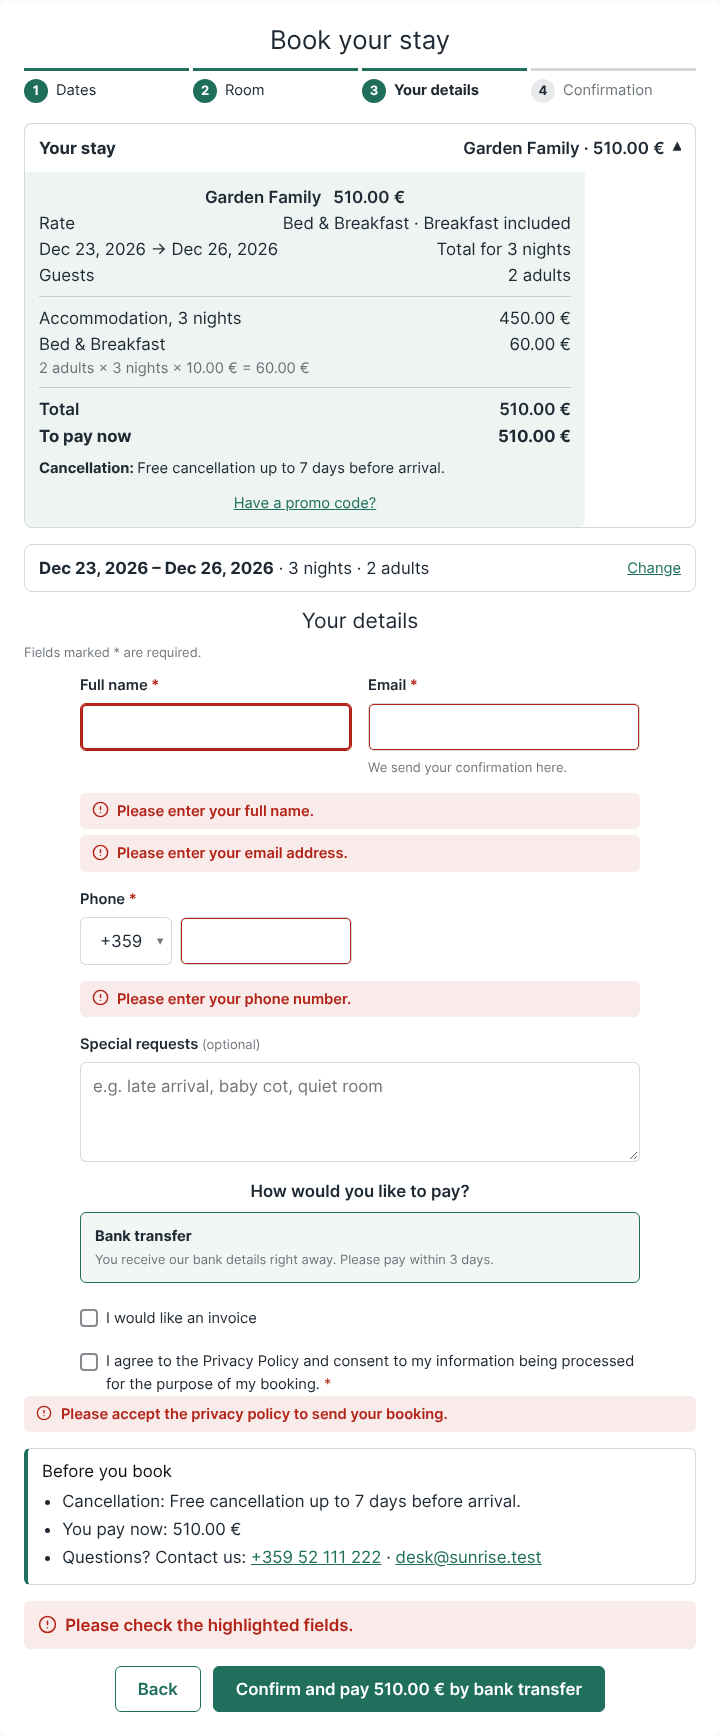 Book your stay
1 Dates
2 Room
3 Your details
4 Confirmation
Your stay
Garden Family · 510.00 € ▲
Garden Family 510.00 €
Rate Bed & Breakfast · Breakfast included
Dec 23, 2026 → Dec 26, 2026 Total for 3 nights
Guests 2 adults
Accommodation, 3 nights 450.00 €
Bed & Breakfast 60.00 €
2 adults × 3 nights × 10.00 € = 60.00 €
Total 510.00 €
To pay now 510.00 €
Cancellation: Free cancellation up to 7 days before arrival.
Have a promo code?
Dec 23, 2026 – Dec 26, 2026 · 3 nights · 2 adults Change
Your details
Fields marked * are required.
Full name *
Email *
We send your confirmation here.
Please enter your full name.
Please enter your email address.
Phone *
+359 ▾
Please enter your phone number.
Special requests (optional)
e.g. late arrival, baby cot, quiet room
How would you like to pay?
Bank transfer
You receive our bank details right away. Please pay within 3 days.
I would like an invoice
I agree to the Privacy Policy and consent to my information being processed
for the purpose of my booking. *
Please accept the privacy policy to send your booking.
Before you book
• Cancellation: Free cancellation up to 7 days before arrival.
• You pay now: 510.00 €
• Questions? Contact us: +359 52 111 222 · desk@sunrise.test
Please check the highlighted fields.
Back
Confirm and pay 510.00 € by bank transfer